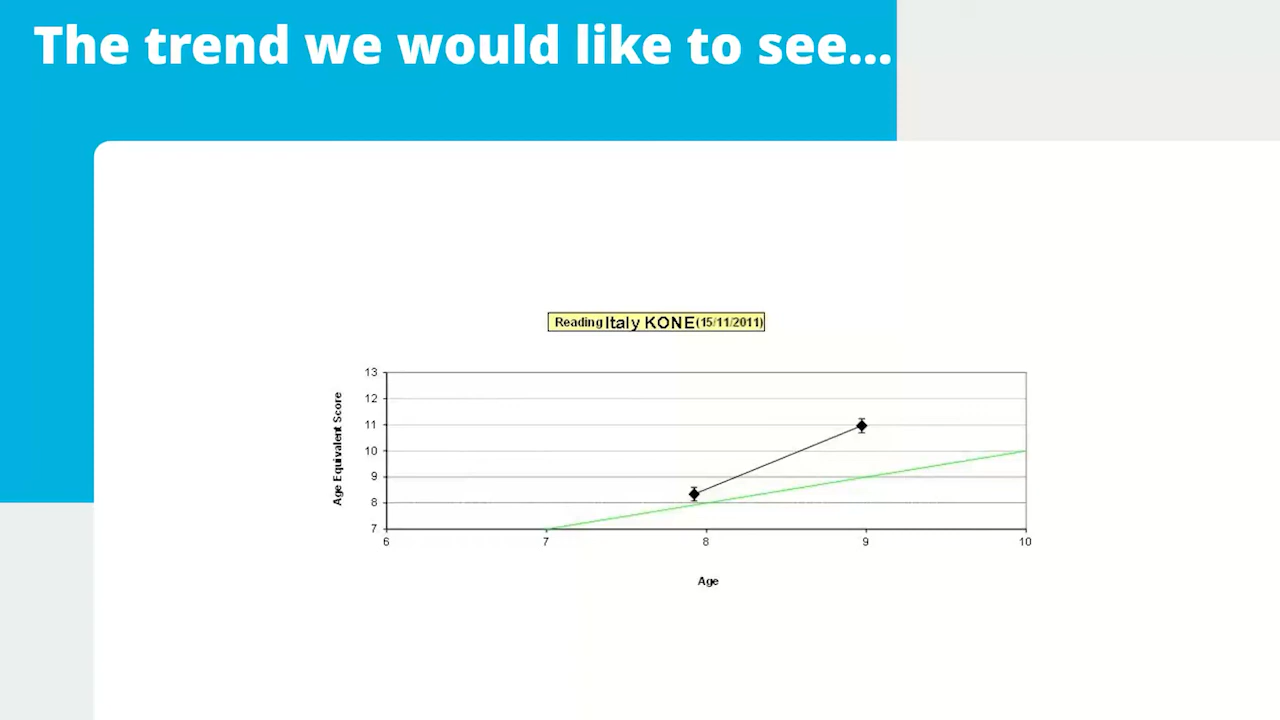 The trend we would like to see...
Reading Italy KONE (15/11/2011)
Age Equivalent Score
13
12
11
10
9
8
7
6 7 8 9 10
Age